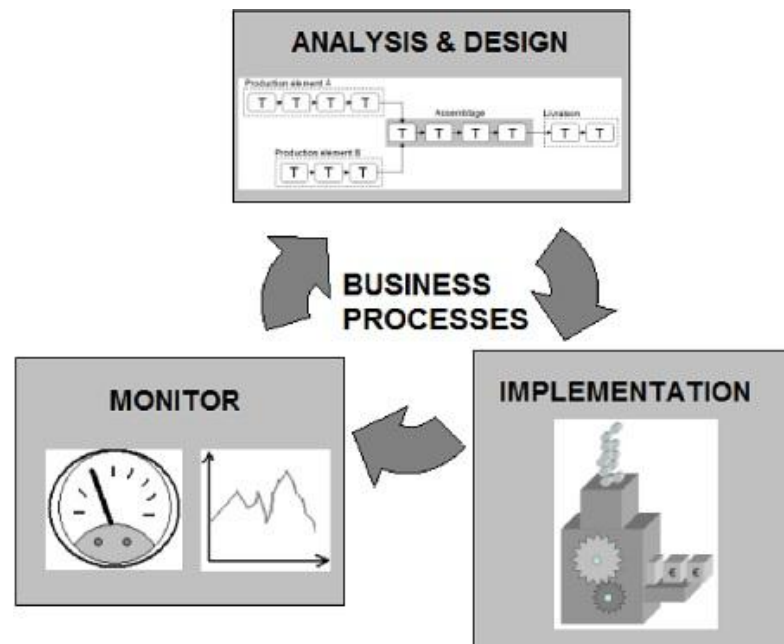 ANALYSIS & DESIGN
Production element A
T T T T
Assemblage
Livraison
T T T T
T T
Production element B
T T T
BUSINESS
PROCESSES
MONITOR
IMPLEMENTATION
€ €